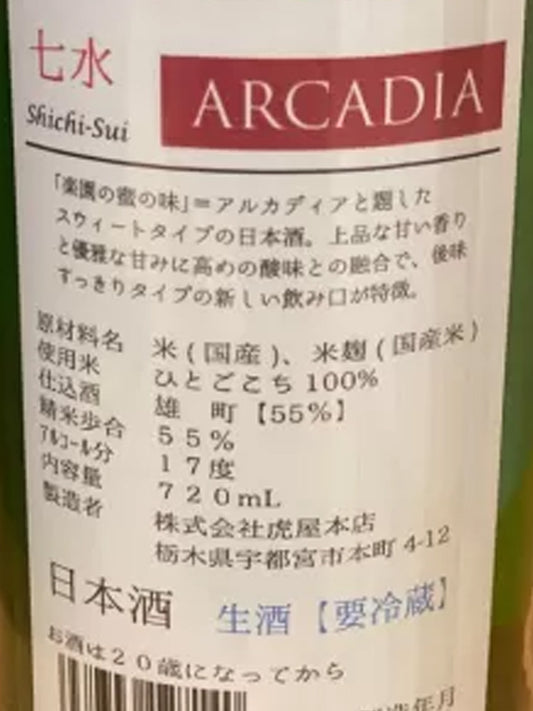 七水
Shichi-Sui
ARCADIA
「楽園の蜜の味」=アルカディアと題した
スウィートタイプの日本酒。上品な甘い香り
と優雅な甘みに高めの酸味との融合で、後味
すっきりタイプの新しい飲み口が特徴。
原材料名 米(国産)、米麹(国産米)
使用米 ひとごこち100%
仕込酒 雄 町【55%】
精米歩合 55%
アルコール分 17度
内容量 720mL
製造者 株式会社虎屋本店
栃木県宇都宮市本町 4-12
日本酒 生酒【要冷蔵】
お酒は20歳になってから
年月